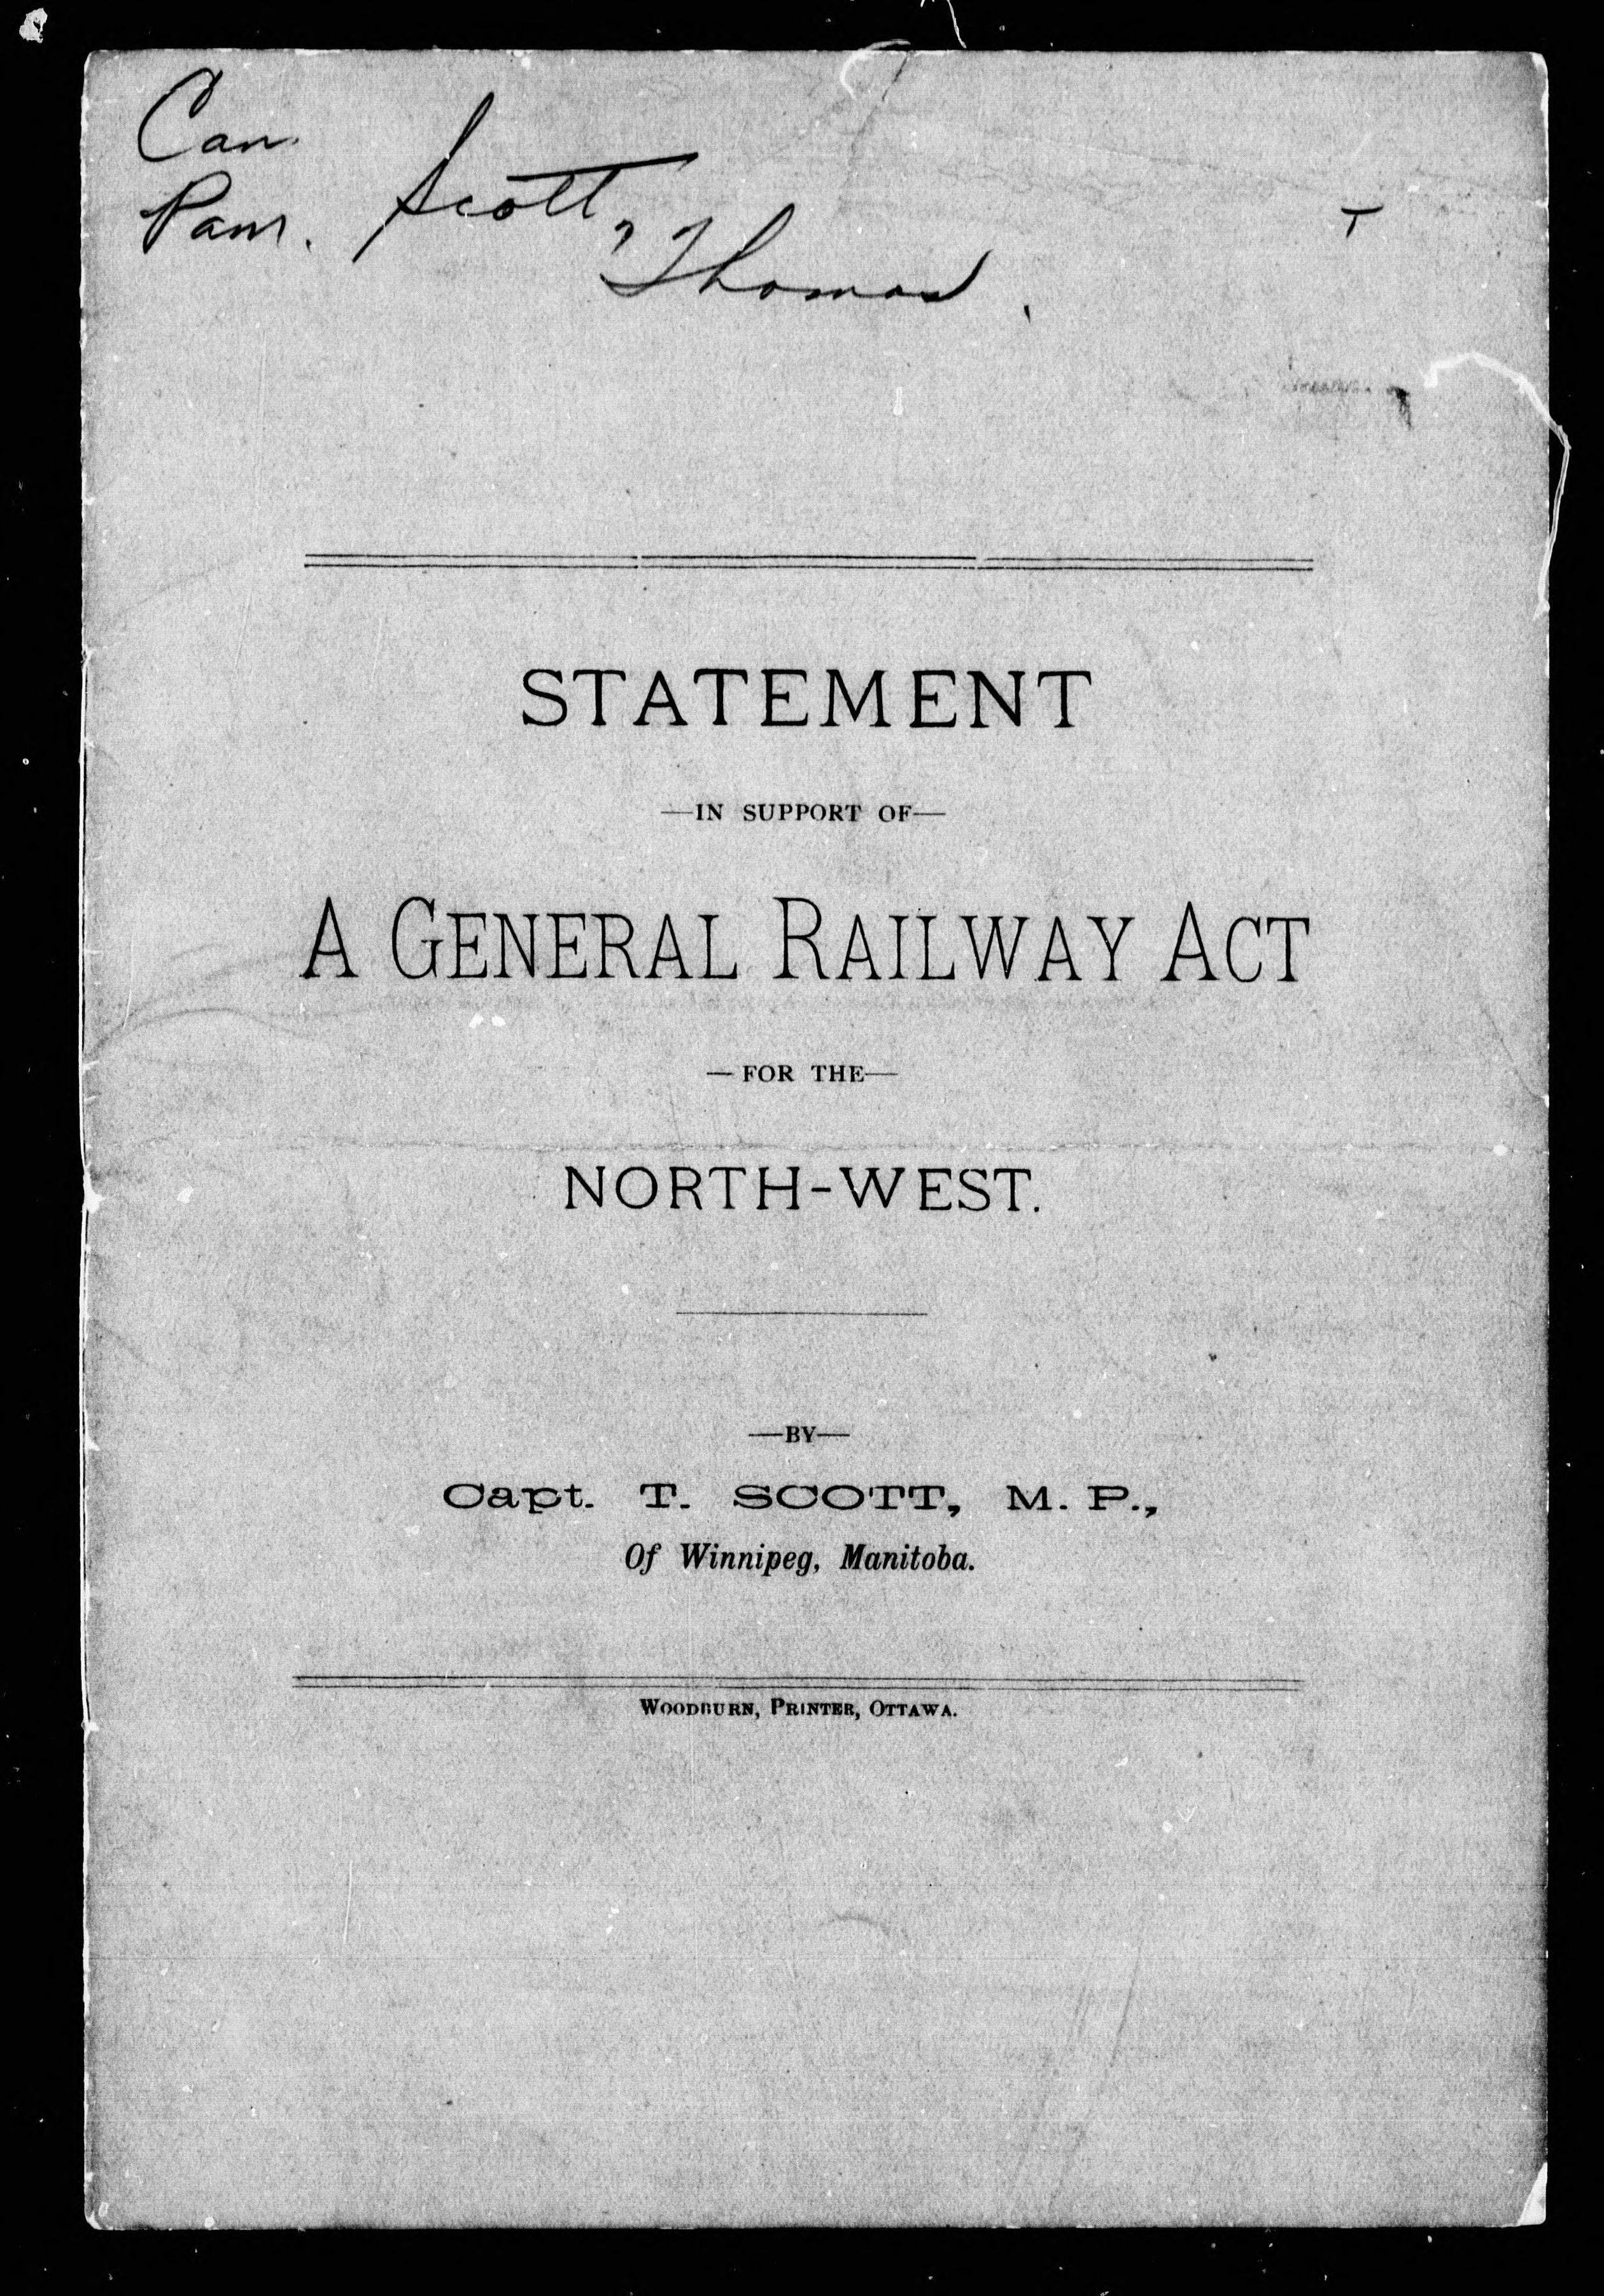 Can.
Pam.
Scott,
Thomas.
T
STATEMENT
—IN SUPPORT OF—
A GENERAL RAILWAY ACT
—FOR THE—
NORTH-WEST.
—BY—
Capt. T. SCOTT, M. P.,
Of Winnipeg, Manitoba.
WOODBURN, PRINTER, OTTAWA.